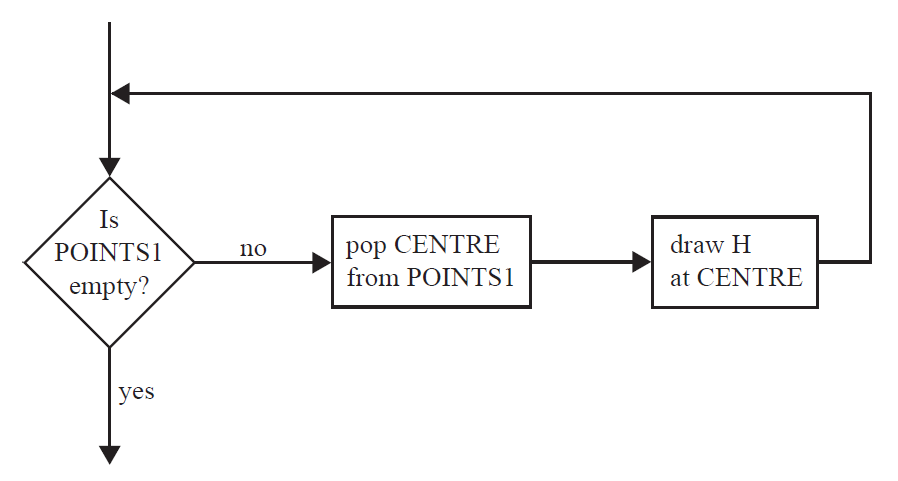 Is
POINTS1
empty?
no
pop CENTRE
from POINTS1
draw H
at CENTRE
yes